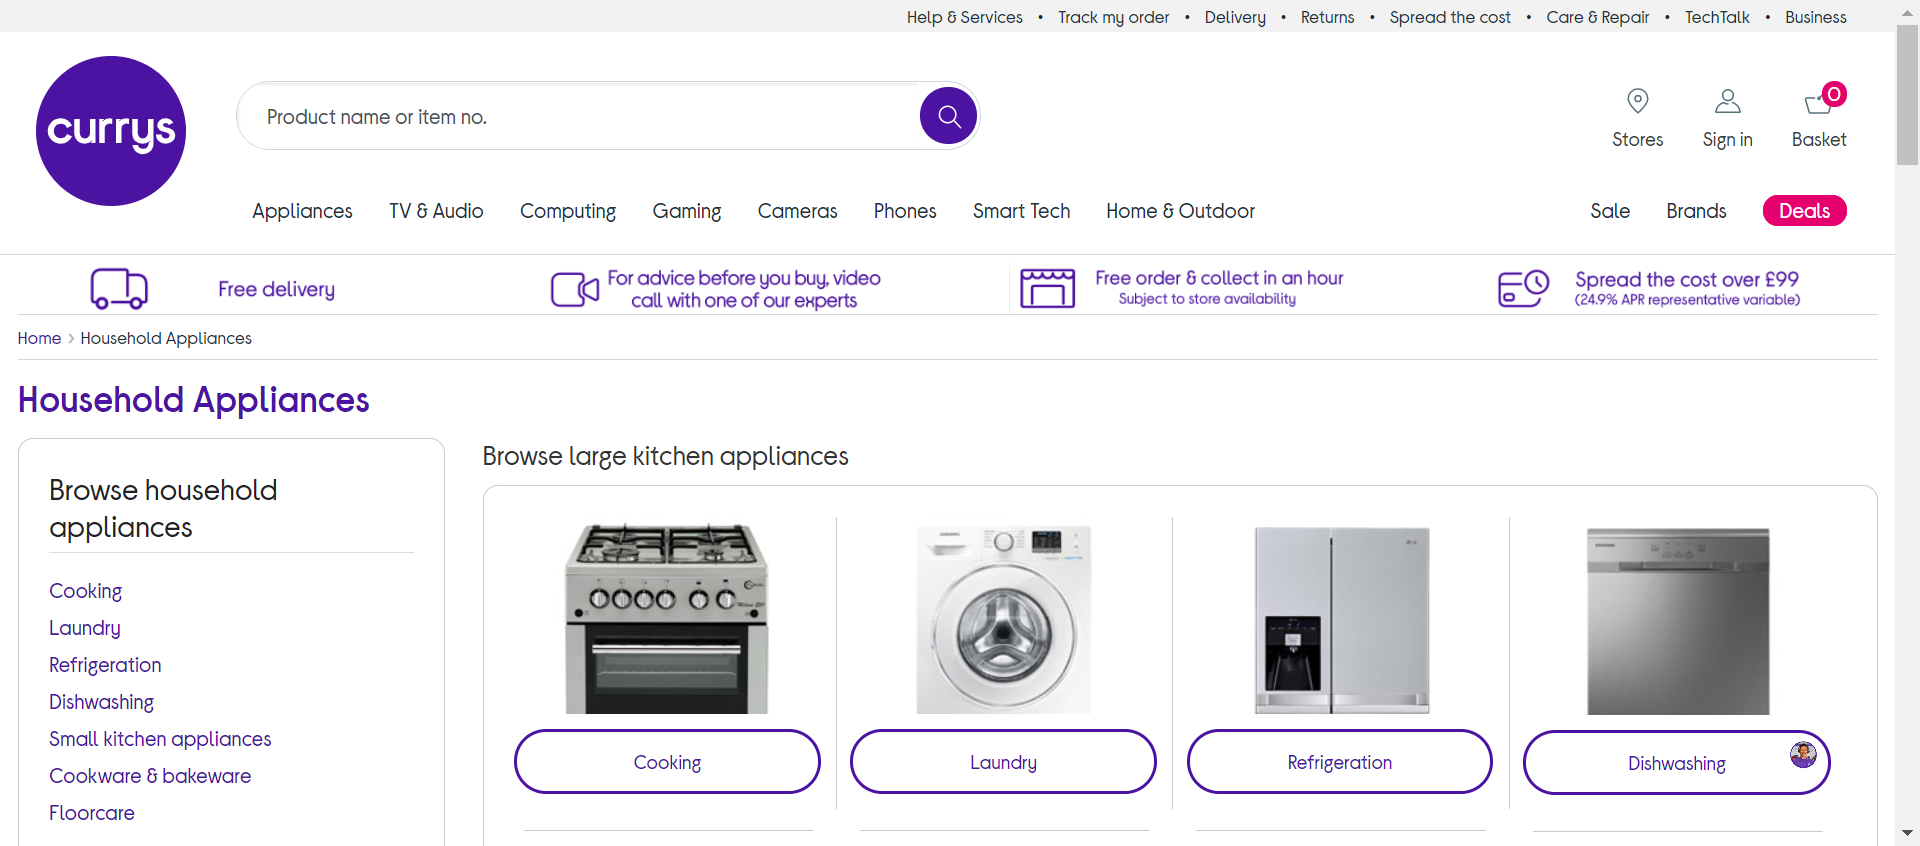 Help & Services • Track my order • Delivery • Returns • Spread the cost • Care & Repair • TechTalk • Business
currys
Product name or item no.
Stores
Sign in
0
Basket
Appliances TV & Audio Computing Gaming Cameras Phones Smart Tech Home & Outdoor Sale Brands Deals
Free delivery
For advice before you buy, video
call with one of our experts
Free order & collect in an hour
Subject to store availability
Spread the cost over £99
(24.9% APR representative variable)
Home › Household Appliances
Household Appliances
Browse household
appliances
Cooking
Laundry
Refrigeration
Dishwashing
Small kitchen appliances
Cookware & bakeware
Floorcare
Browse large kitchen appliances
SAMSUNG
LG
SAMSUNG
Cooking
Laundry
Refrigeration
Dishwashing